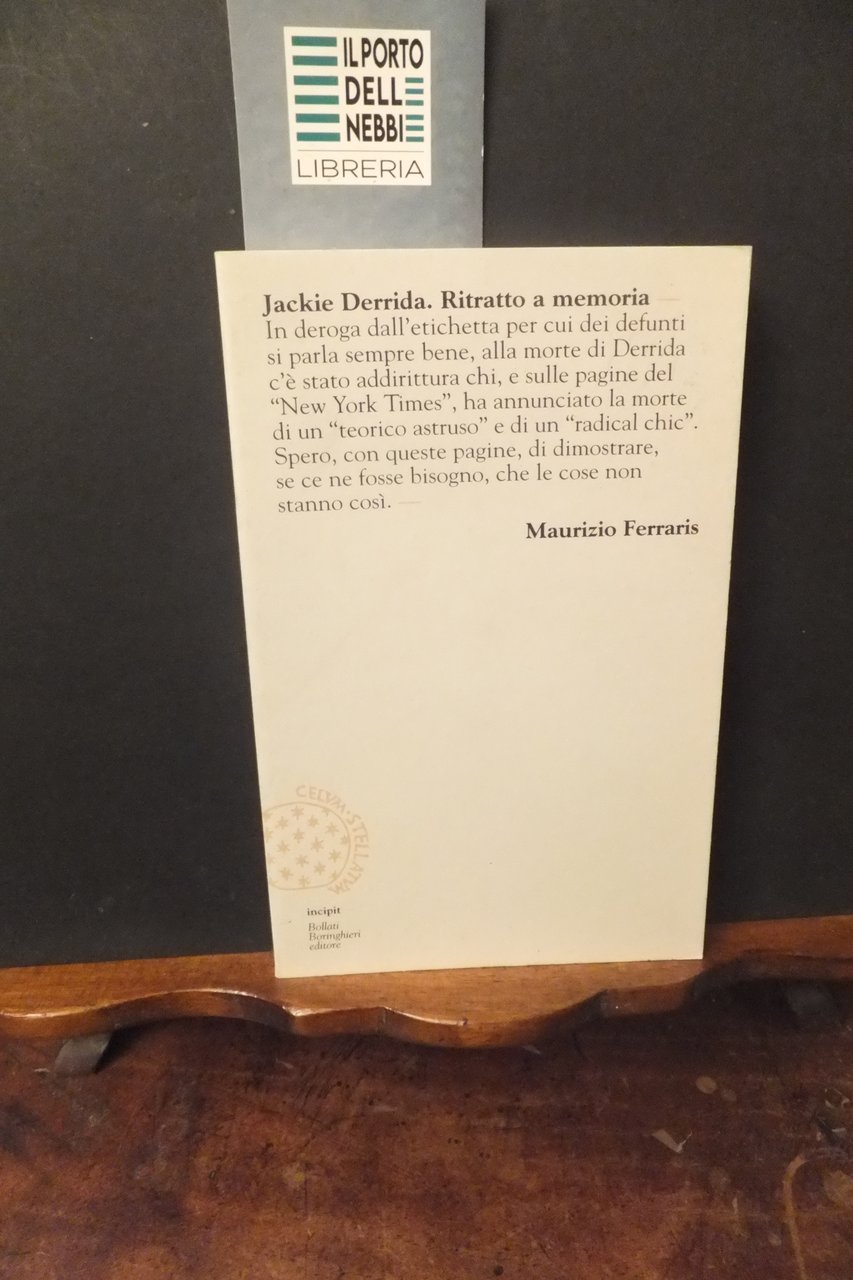 IL PORTO
DELLE
NEBBIE
LIBRERIA
Jackie Derrida. Ritratto a memoria
In deroga dall'etichetta per cui dei defunti
si parla sempre bene, alla morte di Derrida
c'è stato addirittura chi, e sulle pagine del
“New York Times”, ha annunciato la morte
di un “teorico astruso” e di un “radical chic”.
Spero, con queste pagine, di dimostrare,
se ce ne fosse bisogno, che le cose non
stanno così.
Maurizio Ferraris
CELVM·STELLATVM
incipit
Bollati
Boringhieri
editore